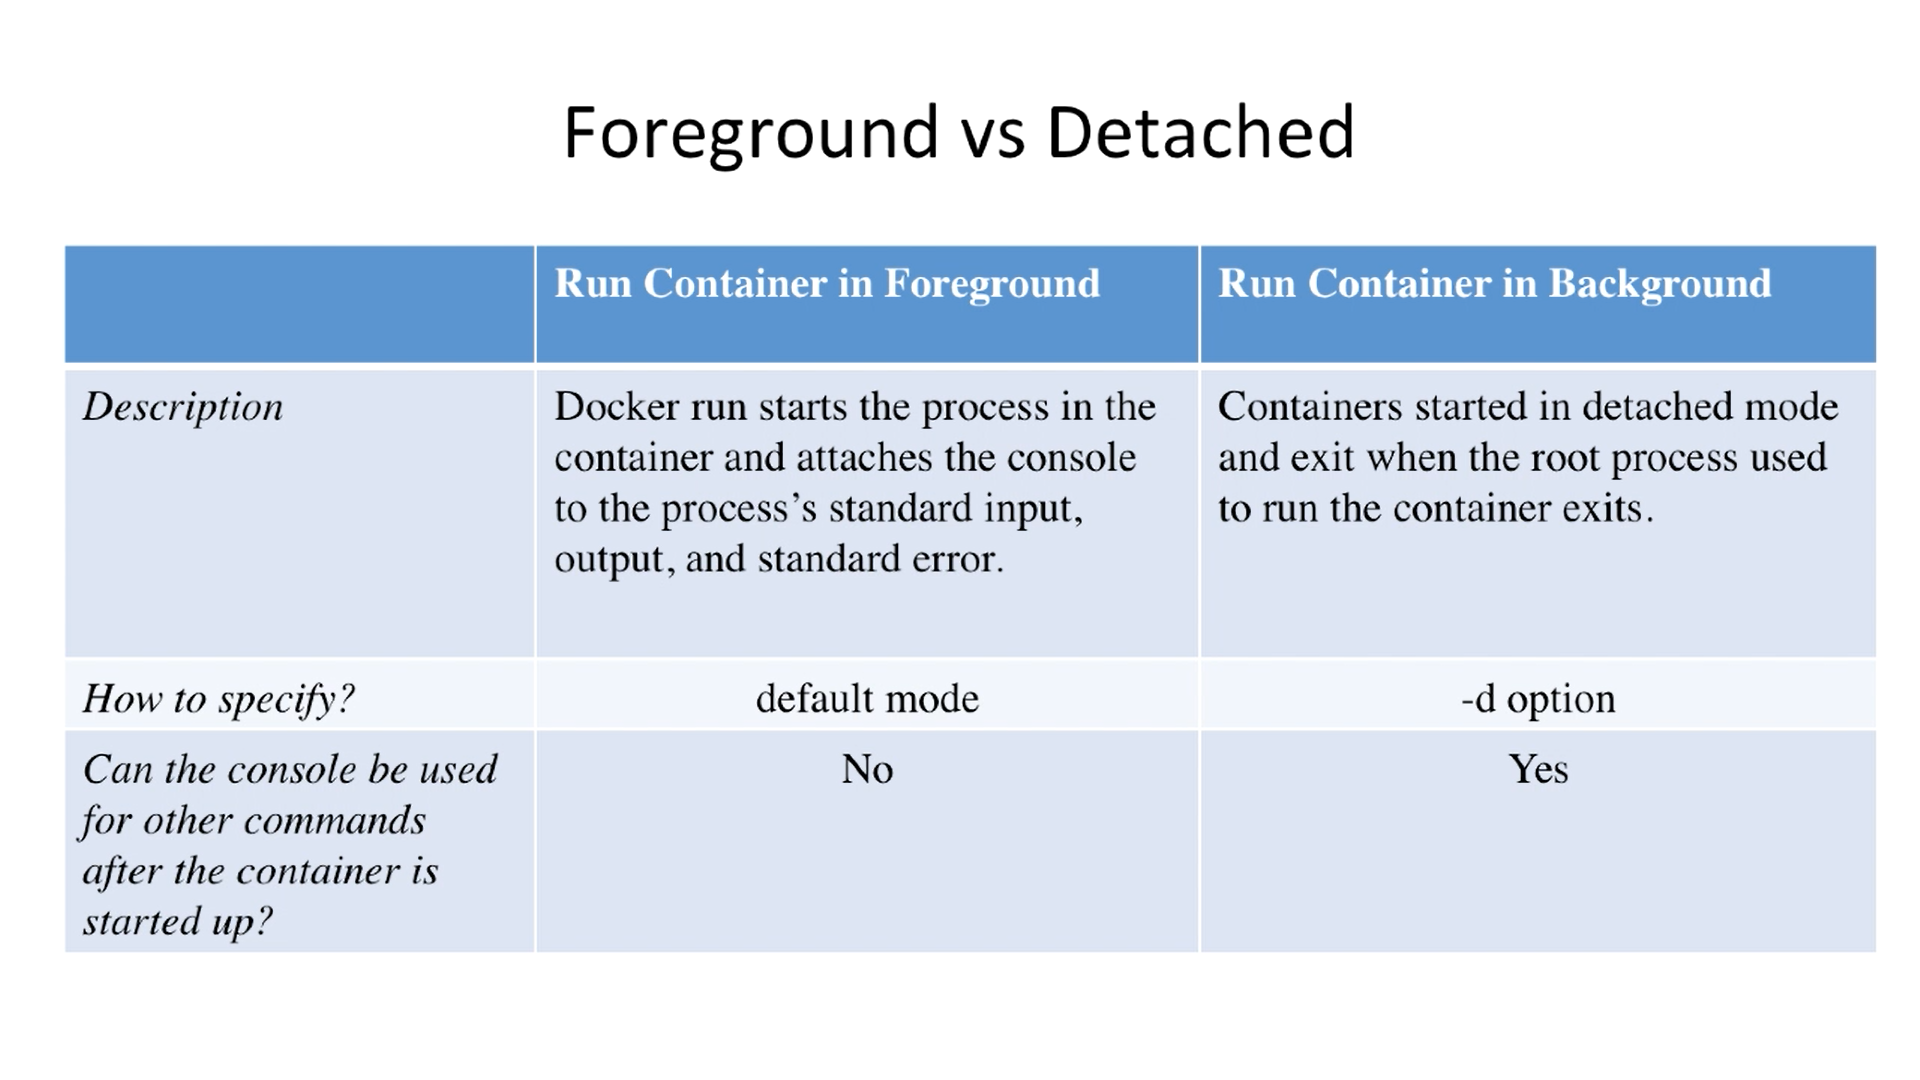 Foreground vs Detached
Run Container in Foreground
Run Container in Background
Description
Docker run starts the process in the
container and attaches the console
to the process’s standard input,
output, and standard error.
Containers started in detached mode
and exit when the root process used
to run the container exits.
How to specify?
default mode
-d option
Can the console be used
for other commands
after the container is
started up?
No
Yes